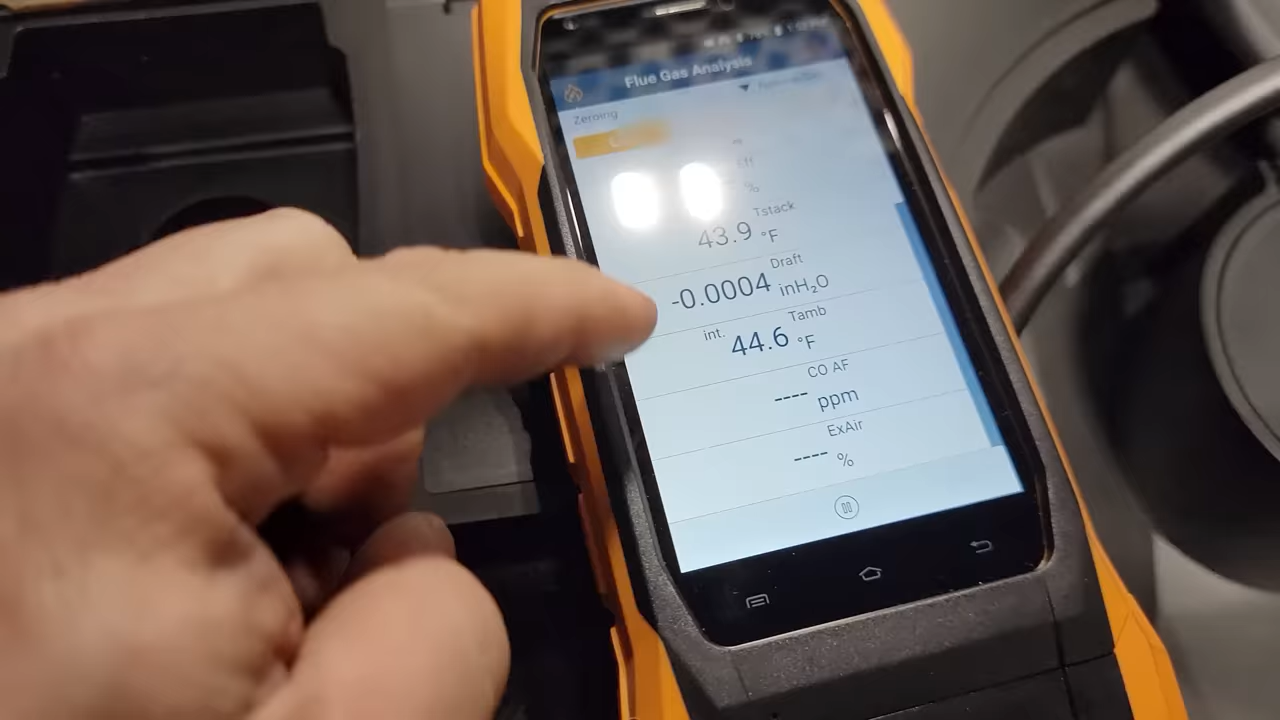 Flue Gas Analysis
Zeroing
%
Tstack
43.9 °F
Draft
-0.0004 inH₂O
int. Tamb
44.6 °F
CO AF
---- ppm
ExAir
---- %